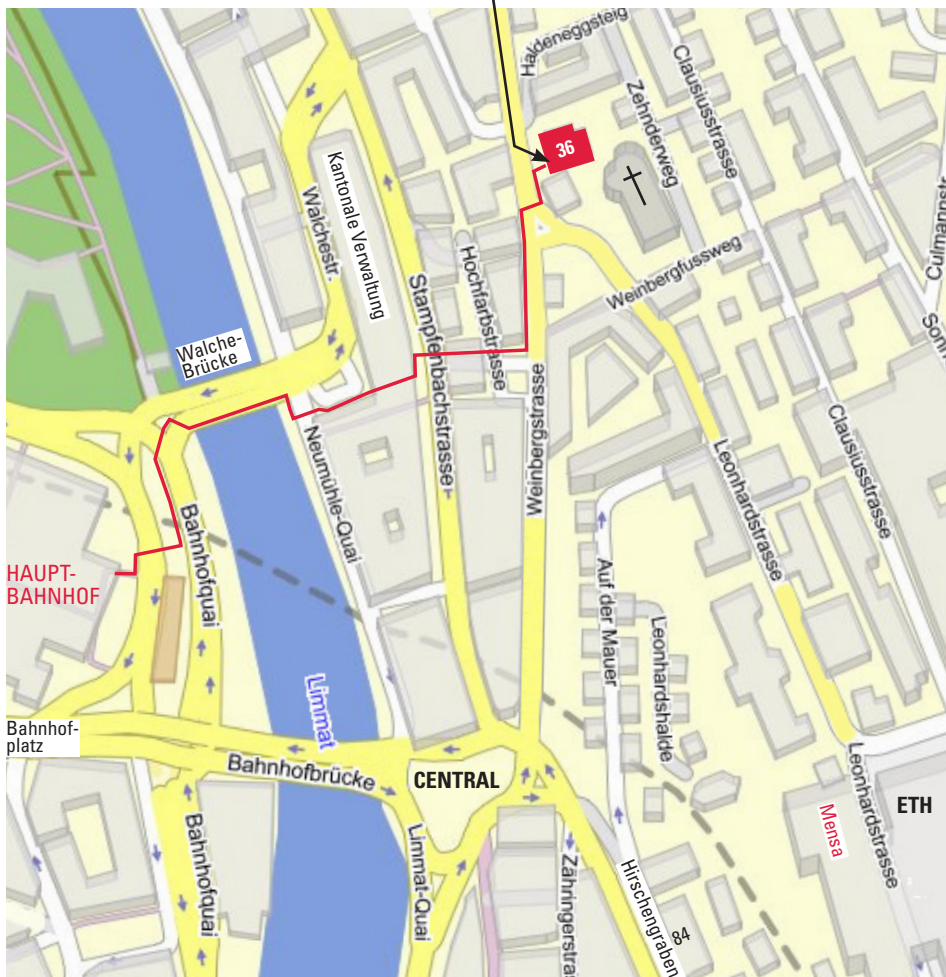 Haldeneggsteig
Clausiusstrasse
Zehnderweg
36
Culmannstr.
Kantonale Verwaltung
Walchestr.
Hochfarbstrasse
Stampfenbachstrasse
Weinbergfussweg
Walche-
Brücke
Weinbergstrasse
Neumühle-Quai
Leonhardstrasse
Clausiusstrasse
HAUPT-
BAHNHOF
Bahnhofquai
Auf der Mauer
Leonhardshalde
Limmat
Bahnhof-
platz
Bahnhofbrücke
CENTRAL
Leonhardstrasse
ETH
Mensa
Bahnhofquai
Limmat-Quai
Zähringerstr
Hirschengraben
84